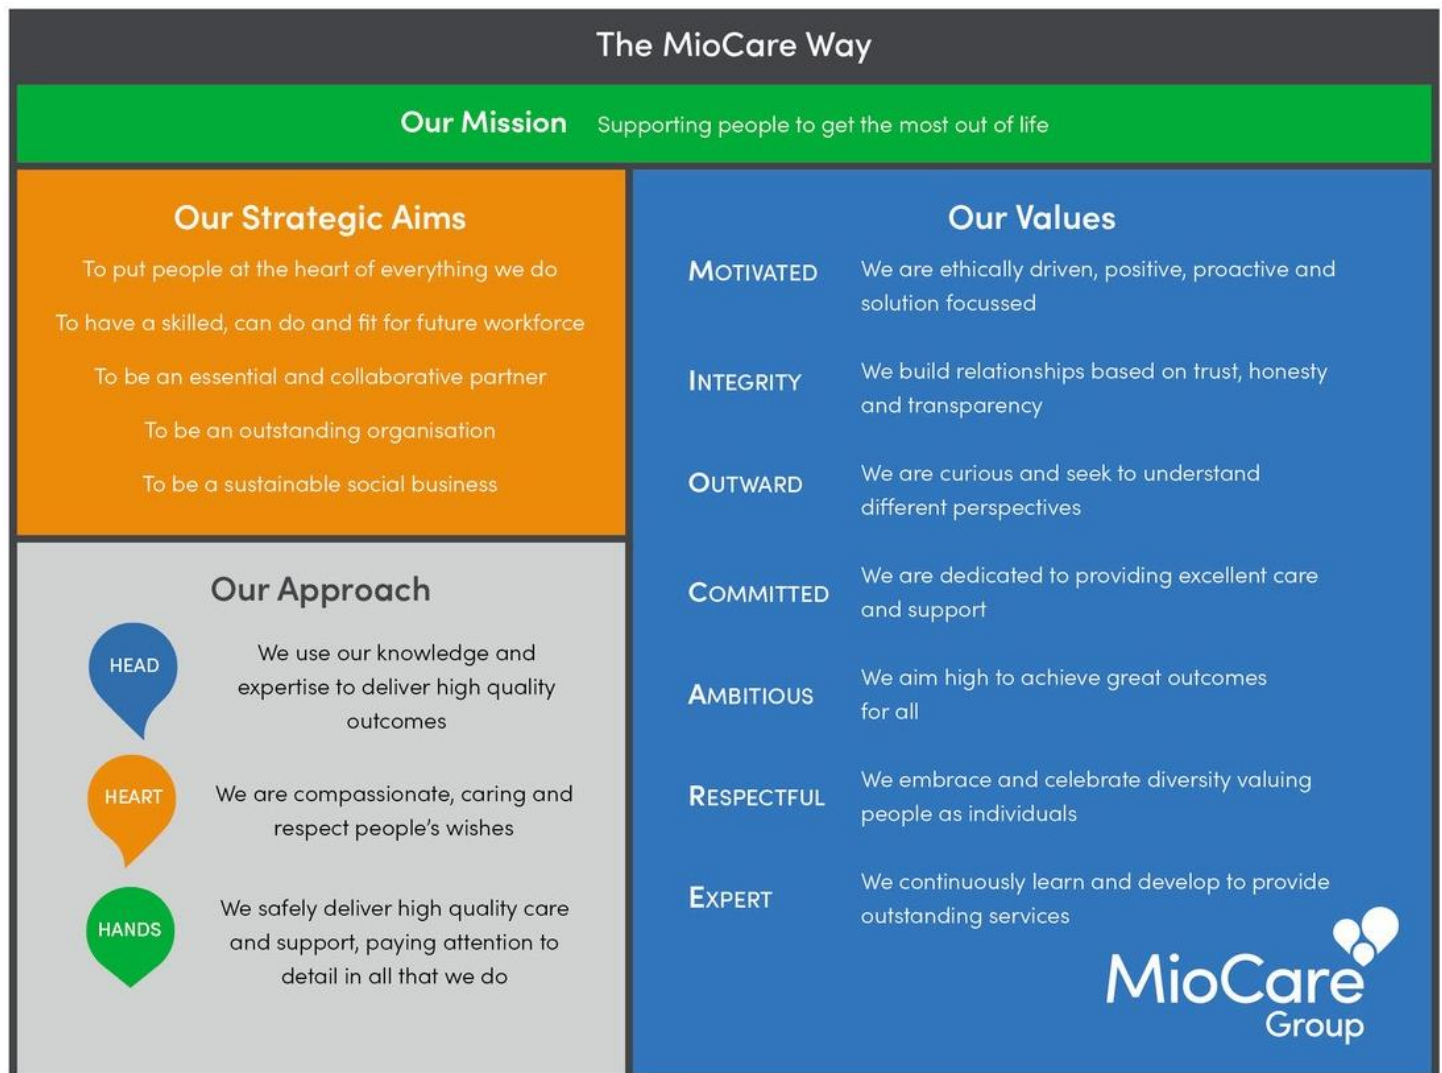 The MioCare Way
Our Mission Supporting people to get the most out of life
Our Strategic Aims
To put people at the heart of everything we do
To have a skilled, can do and fit for future workforce
To be an essential and collaborative partner
To be an outstanding organisation
To be a sustainable social business
Our Approach
HEAD
We use our knowledge and
expertise to deliver high quality
outcomes
HEART
We are compassionate, caring and
respect people's wishes
HANDS
We safely deliver high quality care
and support, paying attention to
detail in all that we do
Our Values
MOTIVATED
We are ethically driven, positive, proactive and
solution focussed
INTEGRITY
We build relationships based on trust, honesty
and transparency
OUTWARD
We are curious and seek to understand
different perspectives
COMMITTED
We are dedicated to providing excellent care
and support
AMBITIOUS
We aim high to achieve great outcomes
for all
RESPECTFUL
We embrace and celebrate diversity valuing
people as individuals
EXPERT
We continuously learn and develop to provide
outstanding services
MioCare
Group